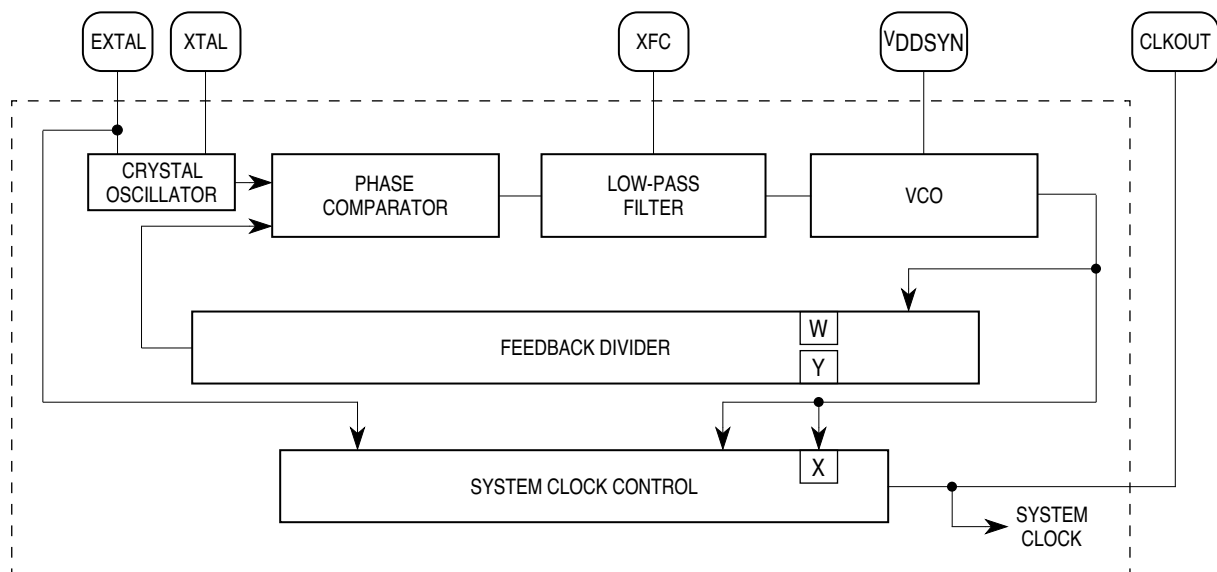 EXTAL
XTAL
XFC
VDDSYN
CLKOUT
CRYSTAL
OSCILLATOR
PHASE
COMPARATOR
LOW-PASS
FILTER
VCO
W
FEEDBACK DIVIDER
Y
X
SYSTEM CLOCK CONTROL
SYSTEM
CLOCK